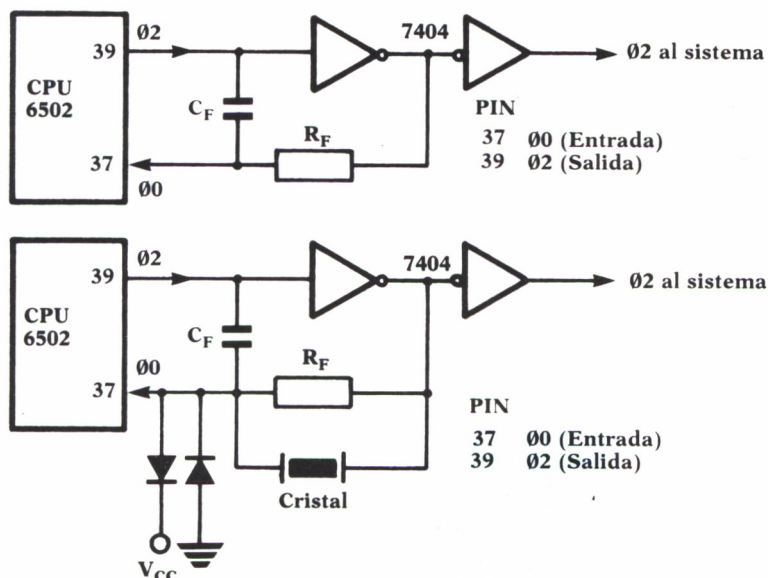 7404
39 Ø2
Ø2 al sistema
CPU
6502
C_F
PIN
R_F
37 Ø0 (Entrada)
39 Ø2 (Salida)
37
Ø0
7404
39 Ø2
Ø2 al sistema
CPU
6502
C_F
R_F
Ø0
37
PIN
37 Ø0 (Entrada)
39 Ø2 (Salida)
Cristal
V_CC